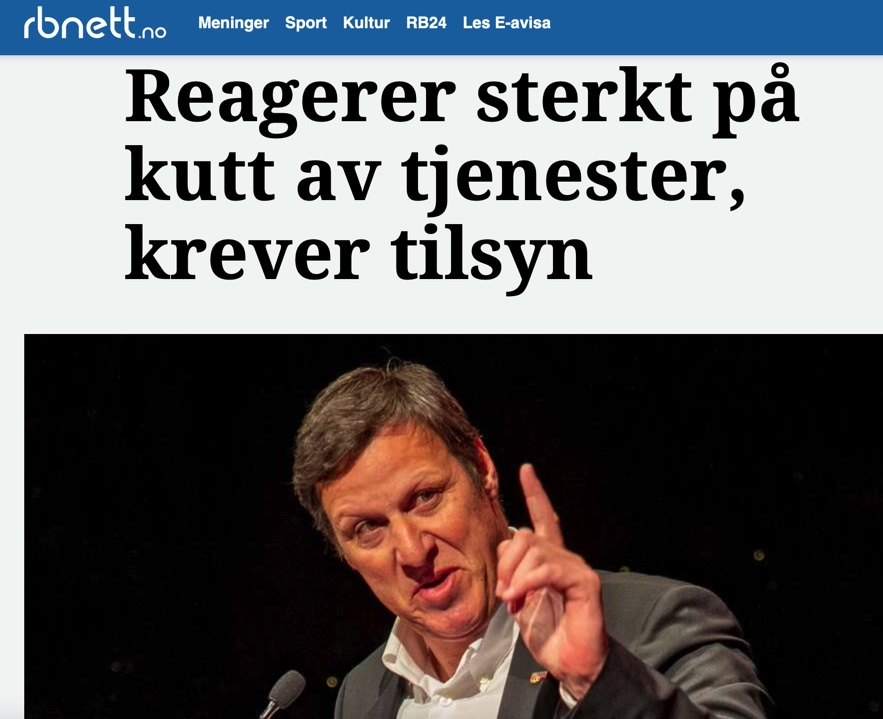 rbnett.no
Meninger Sport Kultur RB24 Les E-avisa
Reagerer sterkt på
kutt av tjenester,
krever tilsyn